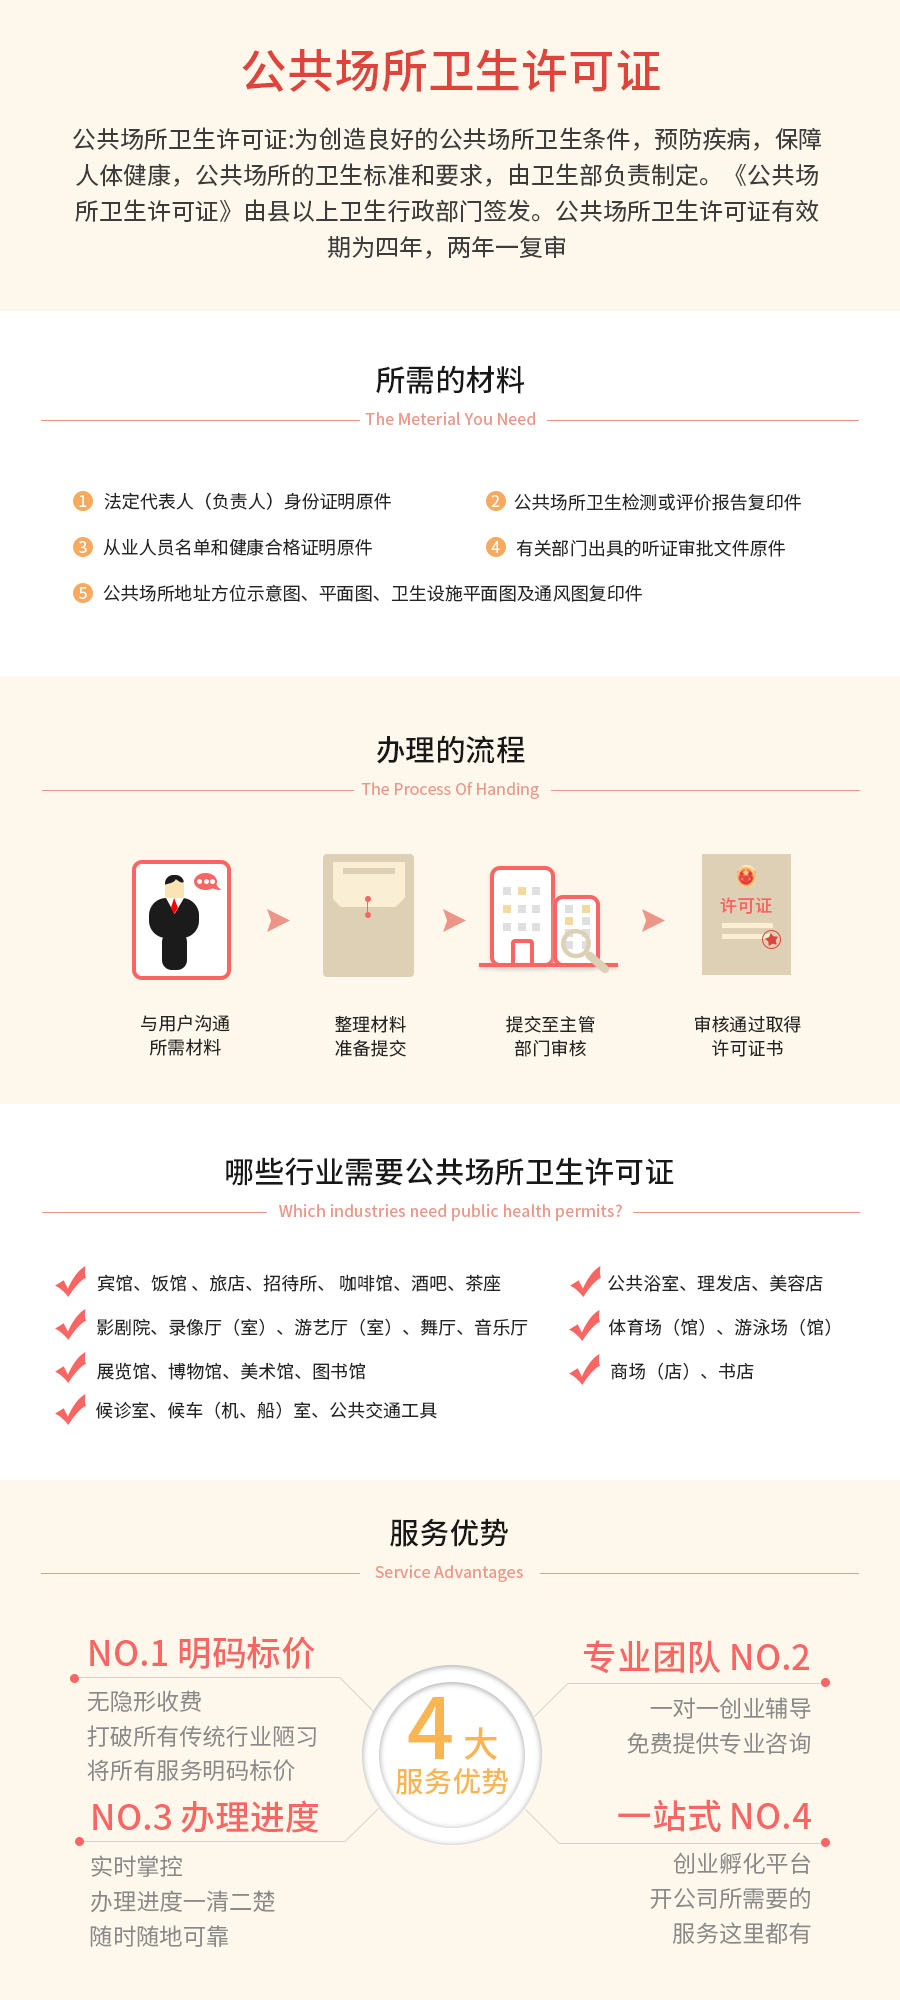 公共场所卫生许可证
公共场所卫生许可证:为创造良好的公共场所卫生条件，预防疾病，保障
人体健康，公共场所的卫生标准和要求，由卫生部负责制定。《公共场
所卫生许可证》由县以上卫生行政部门签发。公共场所卫生许可证有效
期为四年，两年一复审
所需的材料
The Meterial You Need
1 法定代表人（负责人）身份证明原件
2 公共场所卫生检测或评价报告复印件
3 从业人员名单和健康合格证明原件
4 有关部门出具的听证审批文件原件
5 公共场所地址方位示意图、平面图、卫生设施平面图及通风图复印件
办理的流程
The Process Of Handing
许可证
与用户沟通
所需材料
整理材料
准备提交
提交至主管
部门审核
审核通过取得
许可证书
哪些行业需要公共场所卫生许可证
Which industries need public health permits?
宾馆、饭馆 、旅店、招待所、 咖啡馆、酒吧、茶座
公共浴室、理发店、美容店
影剧院、录像厅（室）、游艺厅（室）、舞厅、音乐厅
体育场（馆）、游泳场（馆）
展览馆、博物馆、美术馆、图书馆
商场（店）、书店
候诊室、候车（机、船）室、公共交通工具
服务优势
Service Advantages
NO.1 明码标价
无隐形收费
打破所有传统行业陋习
将所有服务明码标价
专业团队 NO.2
一对一创业辅导
免费提供专业咨询
4 大
服务优势
NO.3 办理进度
实时掌控
办理进度一清二楚
随时随地可靠
一站式 NO.4
创业孵化平台
开公司所需要的
服务这里都有